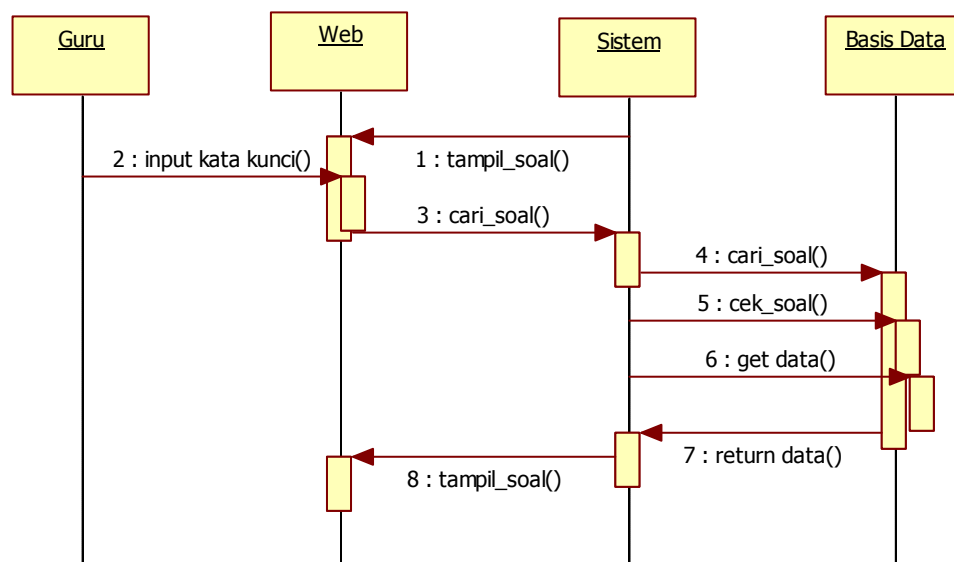 Guru
Web
Sistem
Basis Data
1 : tampil_soal()
2 : input kata kunci()
3 : cari_soal()
4 : cari_soal()
5 : cek_soal()
6 : get data()
7 : return data()
8 : tampil_soal()